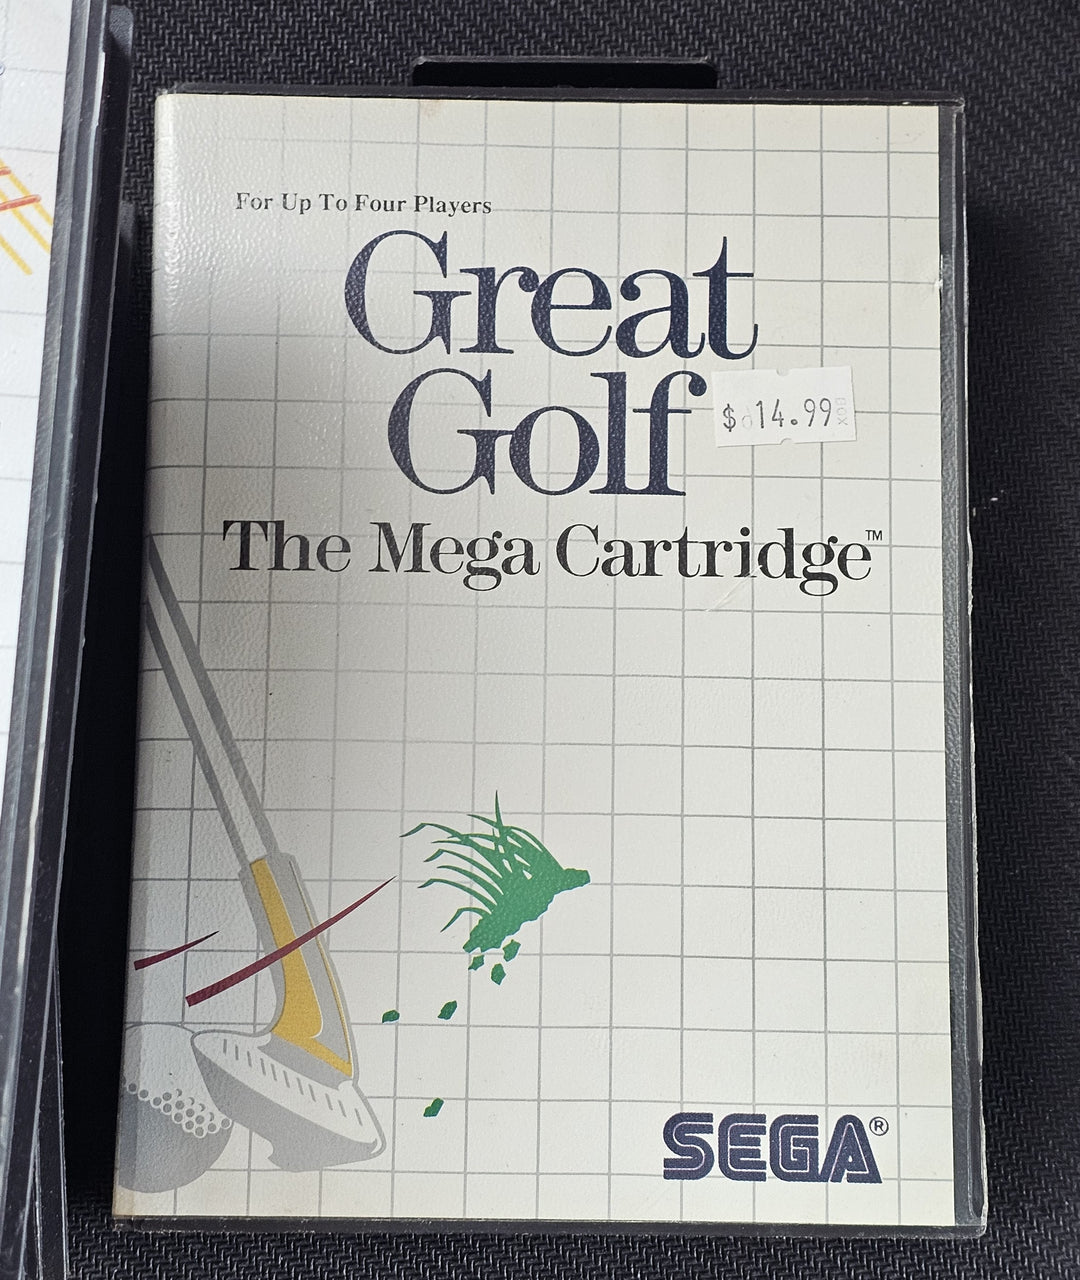 For Up To Four Players
Great
Golf
$ 14.99
The Mega Cartridge™
SEGA®